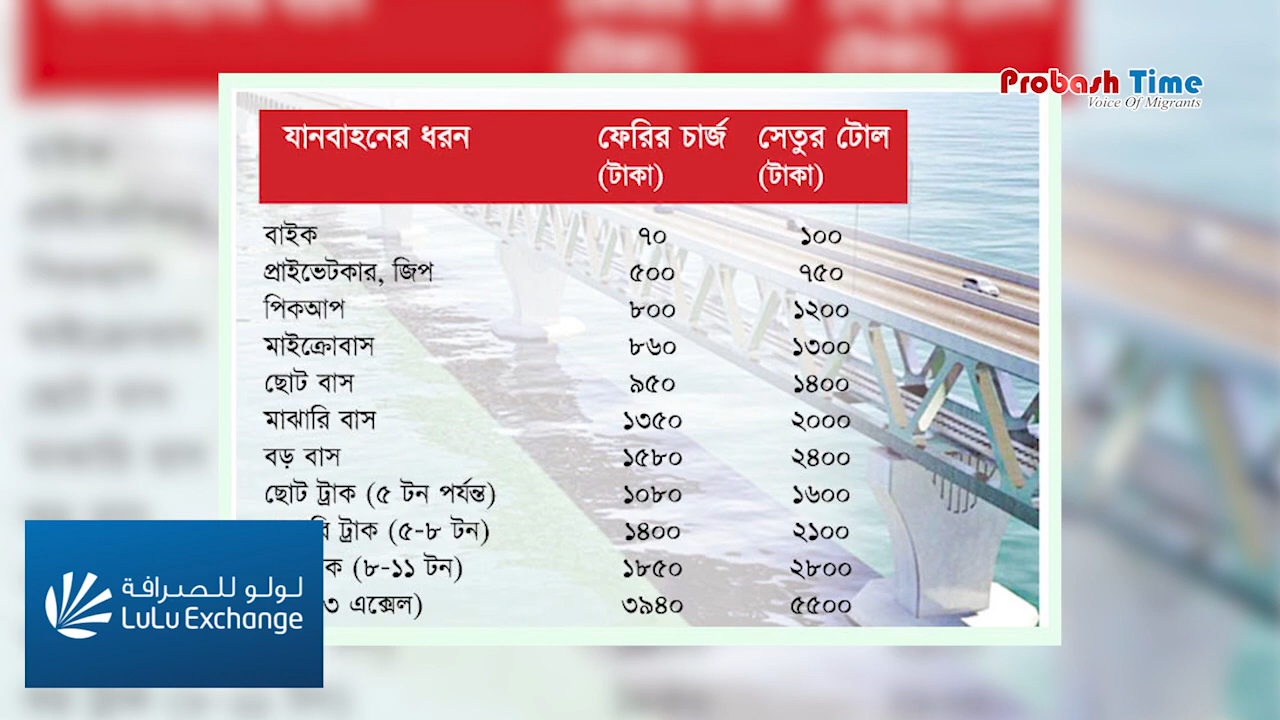 Probash Time
Voice Of Migrants
যানবাহনের ধরন ফেরির চার্জ সেতুর টোল
(টাকা) (টাকা)
বাইক ৭০ ১০০
প্রাইভেটকার, জিপ ৫০০ ৭৫০
পিকআপ ৮০০ ১২০০
মাইক্রোবাস ৮৬০ ১৩০০
ছোট বাস ৯৫০ ১৪০০
মাঝারি বাস ১৩৫০ ২০০০
বড় বাস ১৫৮০ ২৪০০
ছোট ট্রাক (৫ টন পর্যন্ত) ১০৮০ ১৬০০
ট্রাক (৫-৮ টন) ১৪০০ ২১০০
(৮-১১ টন) ১৮৫০ ২৮০০
৩ এক্সেল) ৩৯৪০ ৫৫০০
لولو للصرافة
LuLu Exchange